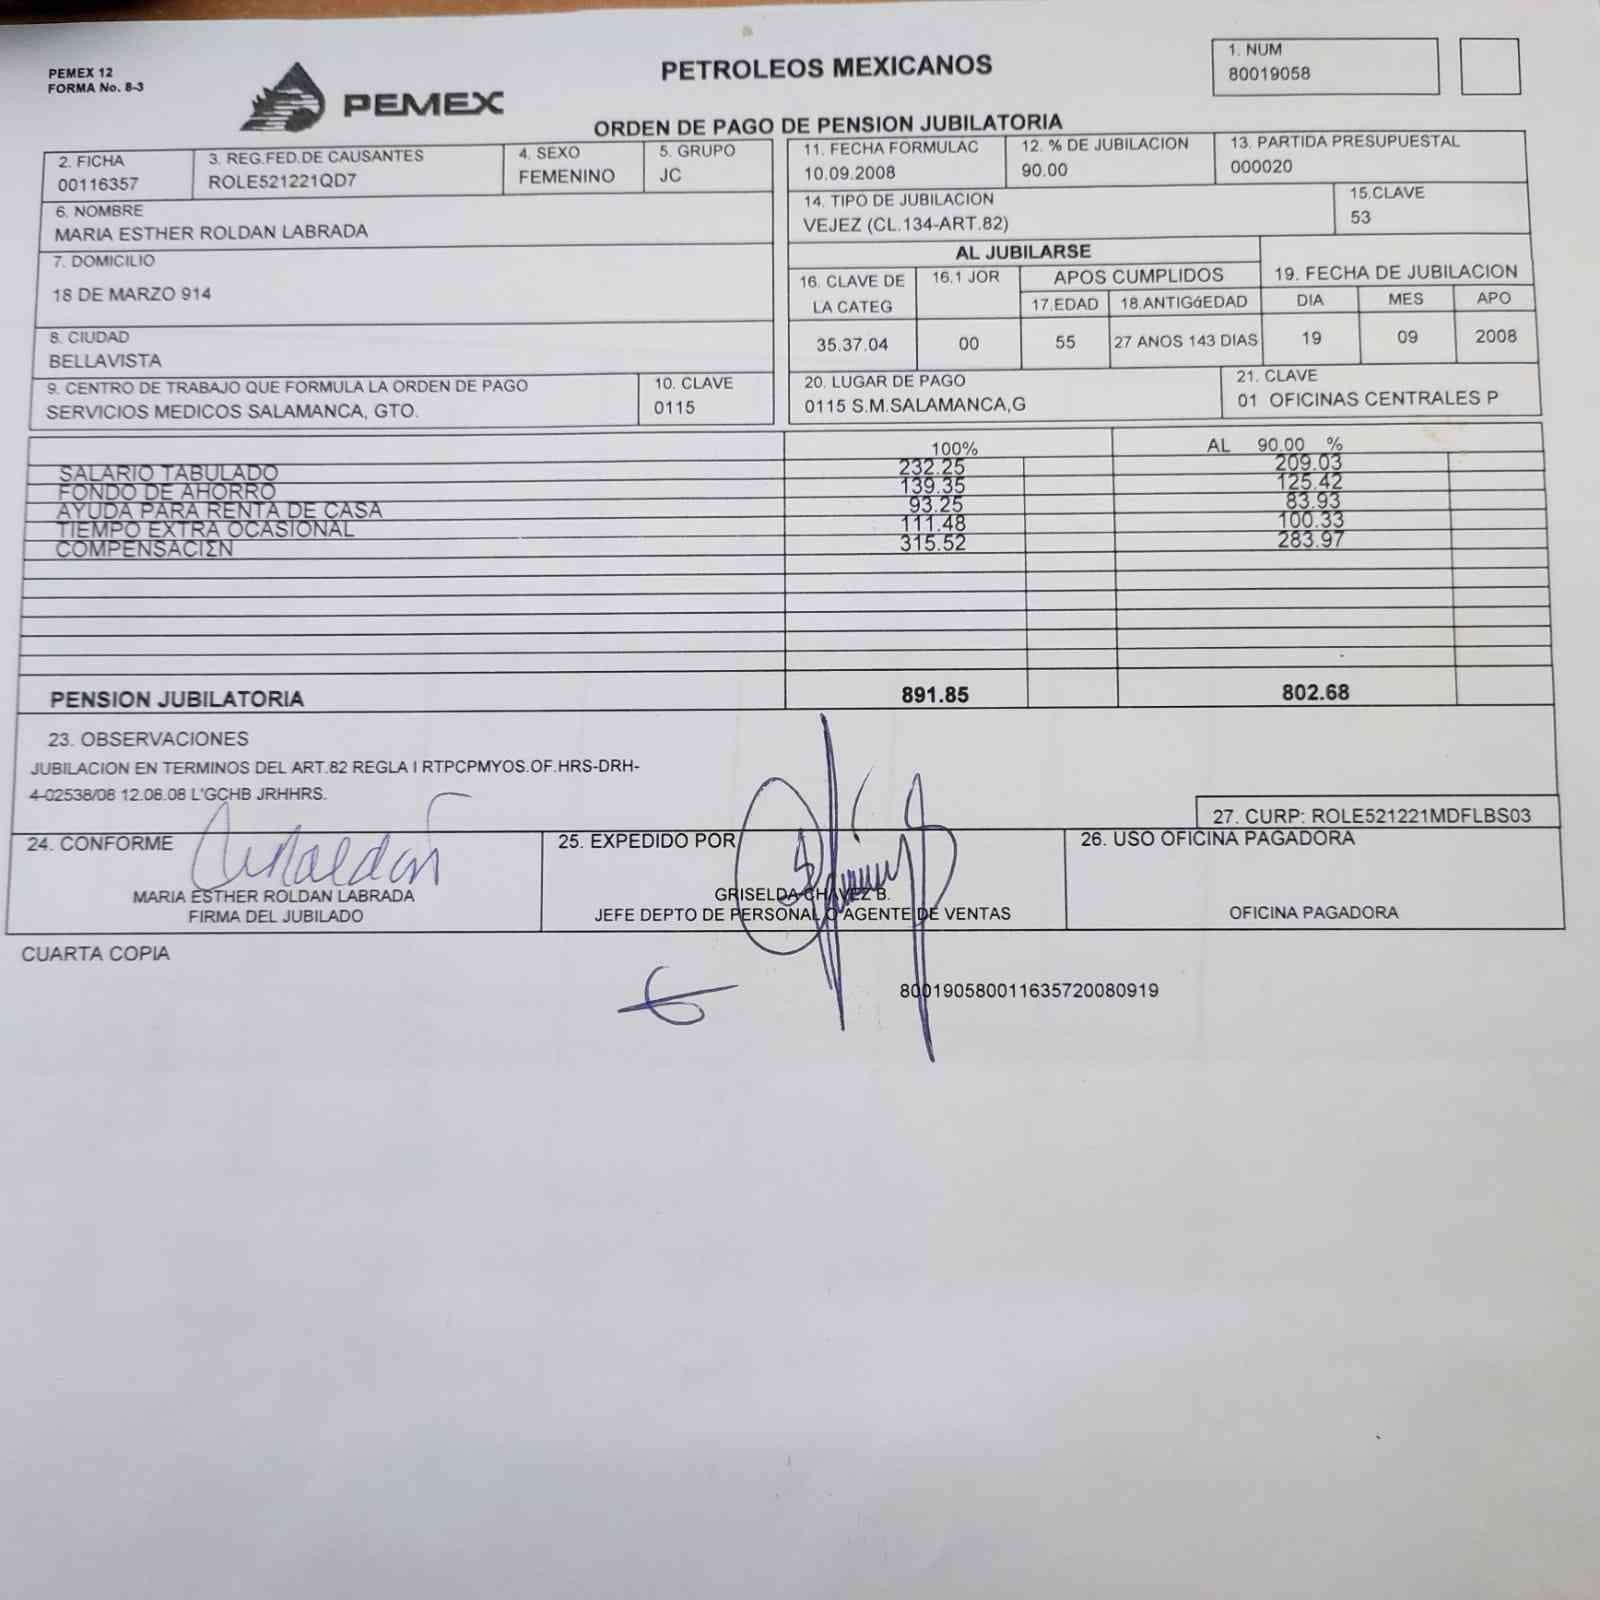 PEMEX 12
FORMA No. 8-3
PEMEX
PETROLEOS MEXICANOS
ORDEN DE PAGO DE PENSION JUBILATORIA
1. NUM
80019058
2. FICHA
00116357
3. REG.FED.DE CAUSANTES
ROLE521221QD7
4. SEXO
FEMENINO
5. GRUPO
JC
11. FECHA FORMULAC
10.09.2008
12. % DE JUBILACION
90.00
13. PARTIDA PRESUPUESTAL
000020
6. NOMBRE
MARIA ESTHER ROLDAN LABRADA
14. TIPO DE JUBILACION
VEJEZ (CL.134-ART.82)
15.CLAVE
53
7. DOMICILIO
18 DE MARZO 914
AL JUBILARSE
16. CLAVE DE
LA CATEG
16.1 JOR
APOS CUMPLIDOS
17.EDAD
18.ANTIGóEDAD
19. FECHA DE JUBILACION
DIA
MES
APO
35.37.04
00
55
27 ANOS 143 DIAS
19
09
2008
8. CIUDAD
BELLAVISTA
9. CENTRO DE TRABAJO QUE FORMULA LA ORDEN DE PAGO
SERVICIOS MEDICOS SALAMANCA, GTO.
10. CLAVE
0115
20. LUGAR DE PAGO
0115 S.M.SALAMANCA,G
21. CLAVE
01 OFICINAS CENTRALES P
100%
AL 90.00 %
SALARIO TABULADO 232.25 209.03
FONDO DE AHORRO 139.35 125.42
AYUDA PARA RENTA DE CASA 93.25 83.93
TIEMPO EXTRA OCASIONAL 111.48 100.33
COMPENSACIΣN 315.52 283.97
PENSION JUBILATORIA 891.85 802.68
23. OBSERVACIONES
JUBILACION EN TERMINOS DEL ART.82 REGLA I RTPCPMYOS.OF.HRS-DRH-
4-02538/08 12.08.08 L'GCHB JRHHRS.
27. CURP: ROLE521221MDFLBS03
24. CONFORME
MARIA ESTHER ROLDAN LABRADA
FIRMA DEL JUBILADO
25. EXPEDIDO POR
GRISELDA CHAVEZ B.
JEFE DEPTO DE PERSONAL O AGENTE DE VENTAS
26. USO OFICINA PAGADORA
OFICINA PAGADORA
CUARTA COPIA
800190580011635720080919